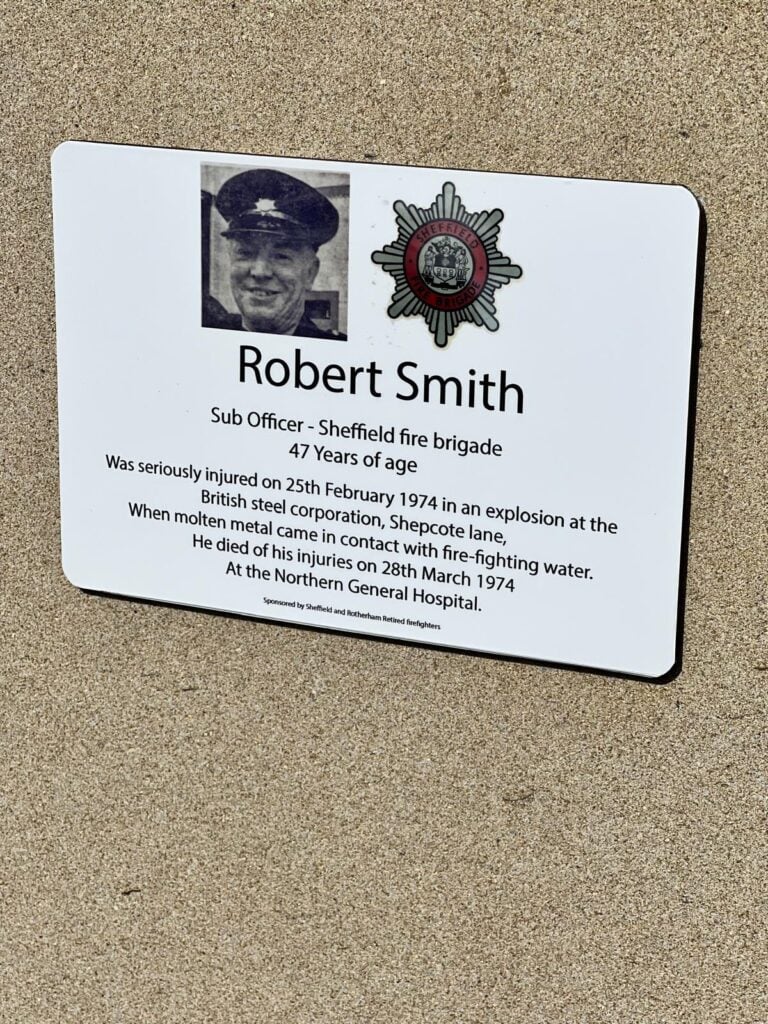 SHEFFIELD
FIRE BRIGADE
Robert Smith
Sub Officer - Sheffield fire brigade
47 Years of age
Was seriously injured on 25th February 1974 in an explosion at the
British steel corporation, Shepcote lane,
When molten metal came in contact with fire-fighting water.
He died of his injuries on 28th March 1974
At the Northern General Hospital.
Sponsored by Sheffield and Rotherham Retired firefighters